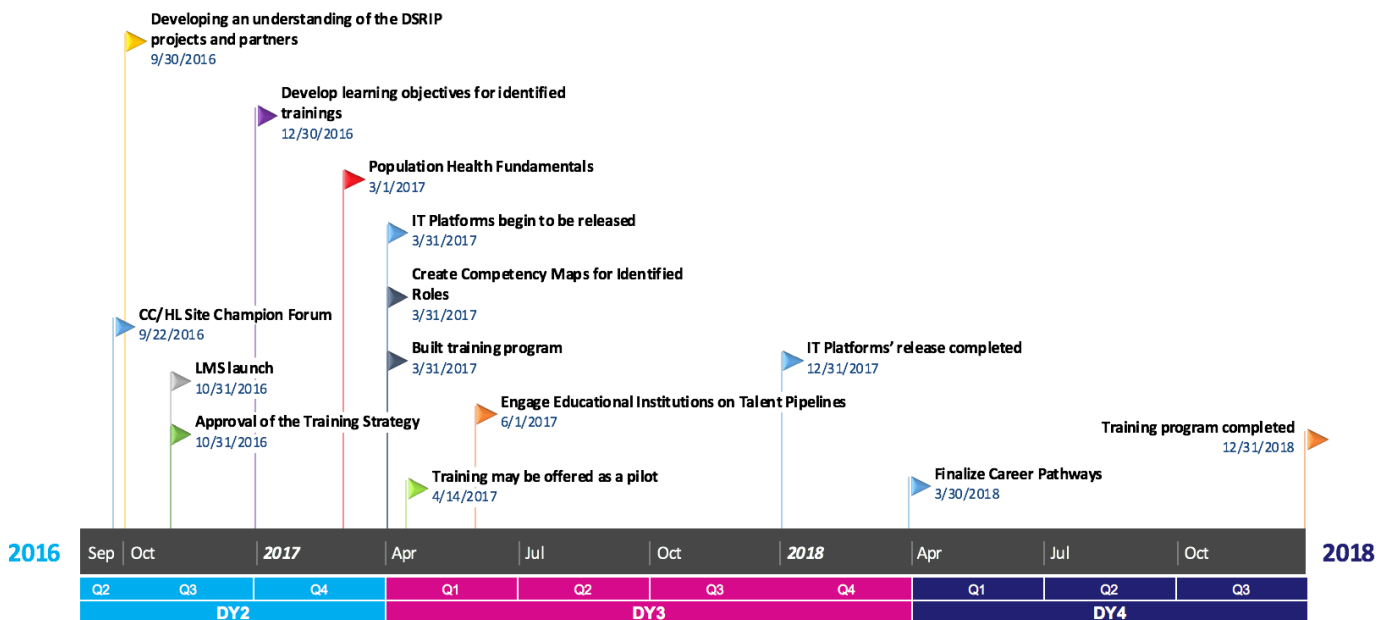 Developing an understanding of the DSRIP
projects and partners
9/30/2016
Develop learning objectives for identified
trainings
12/30/2016
Population Health Fundamentals
3/1/2017
IT Platforms begin to be released
3/31/2017
Create Competency Maps for Identified
Roles
3/31/2017
CC/HL Site Champion Forum
9/22/2016
Built training program
3/31/2017
IT Platforms’ release completed
12/31/2017
LMS launch
10/31/2016
Engage Educational Institutions on Talent Pipelines
6/1/2017
Approval of the Training Strategy
10/31/2016
Training program completed
12/31/2018
Training may be offered as a pilot
4/14/2017
Finalize Career Pathways
3/30/2018
2016 Sep Oct 2017 Apr Jul Oct 2018 Apr Jul Oct 2018
Q2 Q3 Q4 Q1 Q2 Q3 Q4 Q1 Q2 Q3
DY2 DY3 DY4